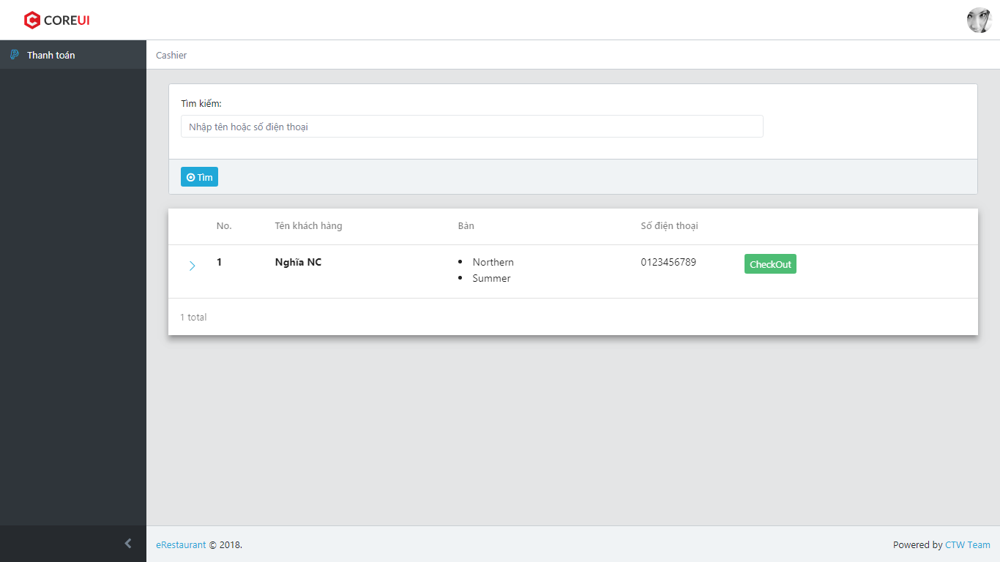 COREUI
Thanh toán
Cashier
Tìm kiếm:
Nhập tên hoặc số điện thoại
Tìm
No. Tên khách hàng Bàn Số điện thoại
1 Nghĩa NC Northern 0123456789 CheckOut
Summer
1 total
eRestaurant © 2018. Powered by CTW Team